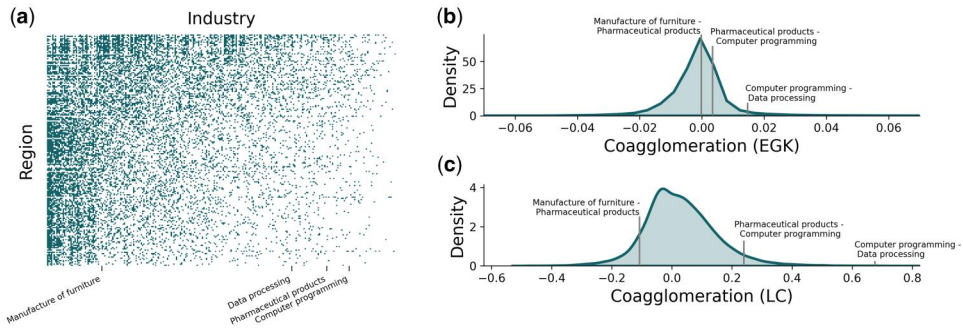 (a)
Industry
Region
Manufacture of furniture
Data processing
Pharmaceutical products
Computer programming
(b)
Manufacture of furniture -
Pharmaceutical products
Pharmaceutical products -
Computer programming
Computer programming -
Data processing
Density
50
25
0
−0.06 −0.04 −0.02 0.00 0.02 0.04 0.06
Coagglomeration (EGK)
(c)
Manufacture of furniture -
Pharmaceutical products
Pharmaceutical products -
Computer programming
Computer programming -
Data processing
Density
4
2
0
−0.6 −0.4 −0.2 0.0 0.2 0.4 0.6 0.8
Coagglomeration (LC)